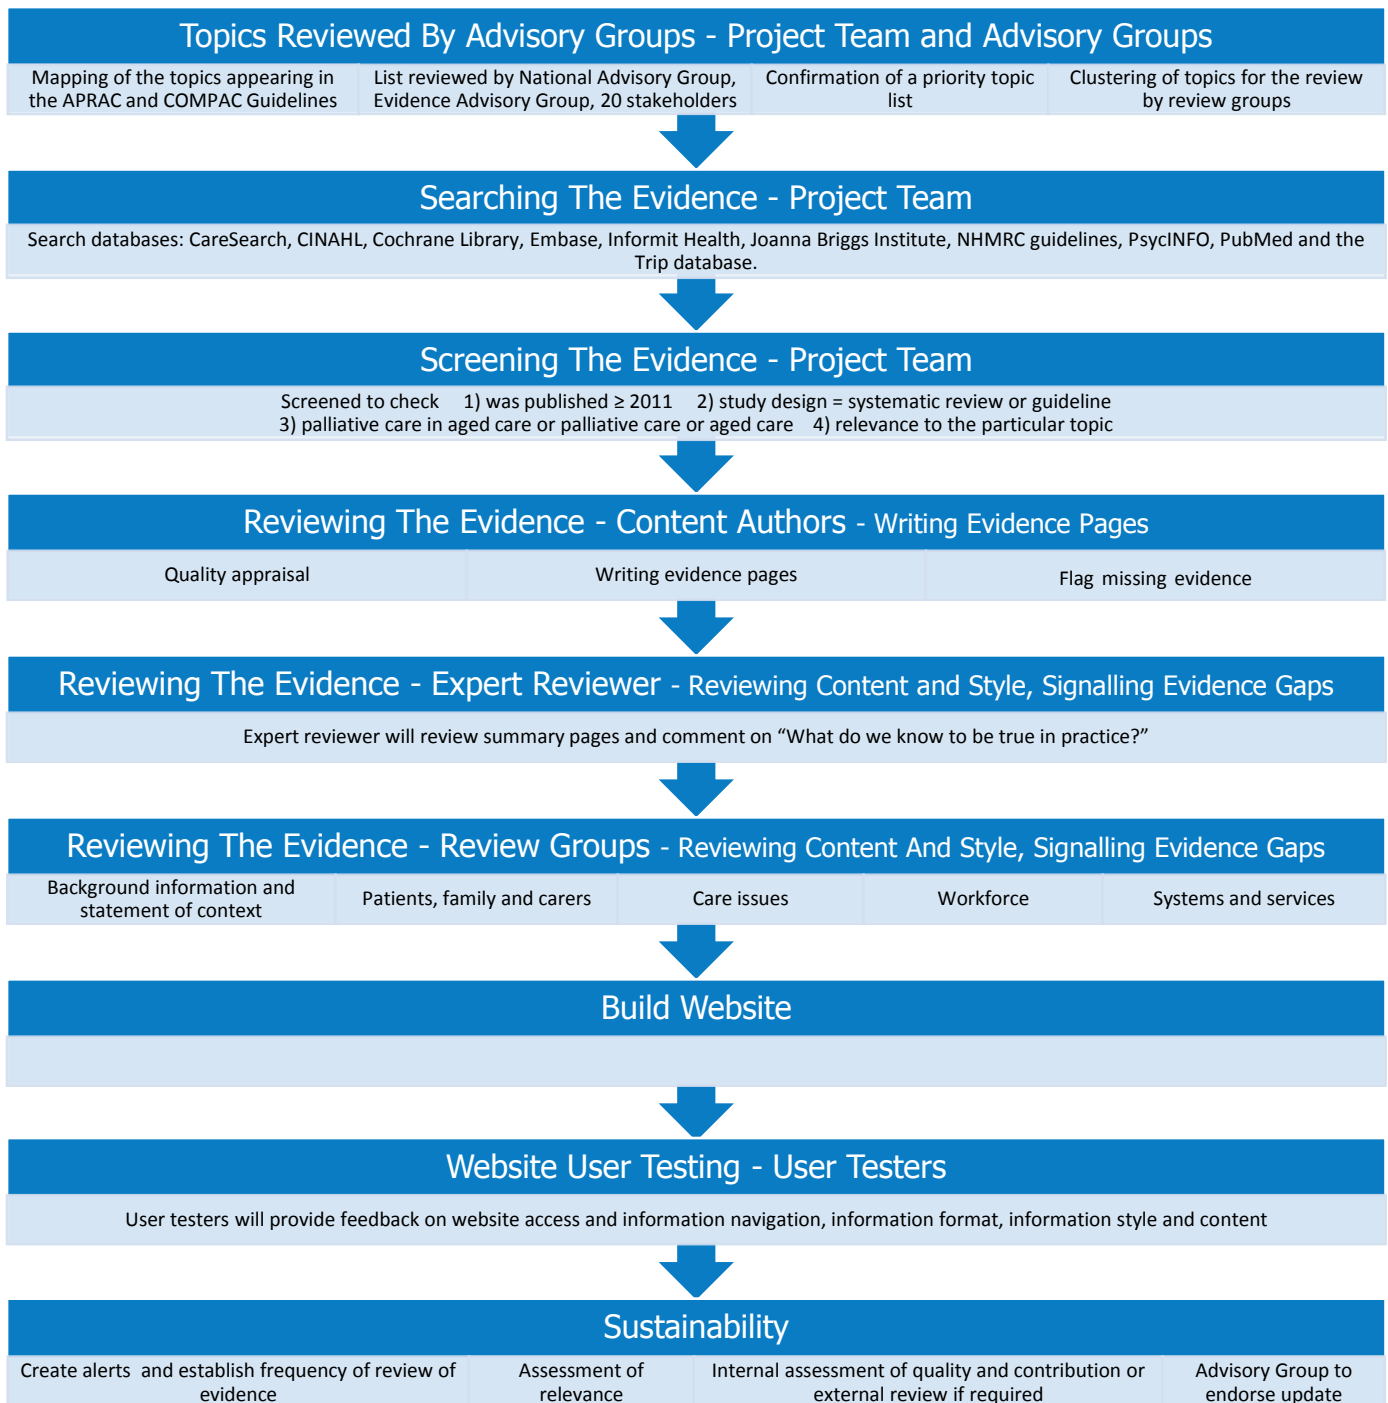 Topics Reviewed By Advisory Groups - Project Team and Advisory Groups
Mapping of the topics appearing in
the APRAC and COMPAC Guidelines
List reviewed by National Advisory Group,
Evidence Advisory Group, 20 stakeholders
Confirmation of a priority topic
list
Clustering of topics for the review
by review groups
Searching The Evidence - Project Team
Search databases: CareSearch, CINAHL, Cochrane Library, Embase, Informit Health, Joanna Briggs Institute, NHMRC guidelines, PsycINFO, PubMed and the
Trip database.
Screening The Evidence - Project Team
Screened to check 1) was published ≥ 2011 2) study design = systematic review or guideline
3) palliative care in aged care or palliative care or aged care 4) relevance to the particular topic
Reviewing The Evidence - Content Authors - Writing Evidence Pages
Quality appraisal
Writing evidence pages
Flag missing evidence
Reviewing The Evidence - Expert Reviewer - Reviewing Content and Style, Signalling Evidence Gaps
Expert reviewer will review summary pages and comment on “What do we know to be true in practice?”
Reviewing The Evidence - Review Groups - Reviewing Content And Style, Signalling Evidence Gaps
Background information and
statement of context
Patients, family and carers
Care issues
Workforce
Systems and services
Build Website
Website User Testing - User Testers
User testers will provide feedback on website access and information navigation, information format, information style and content
Sustainability
Create alerts and establish frequency of review of
evidence
Assessment of
relevance
Internal assessment of quality and contribution or
external review if required
Advisory Group to
endorse update